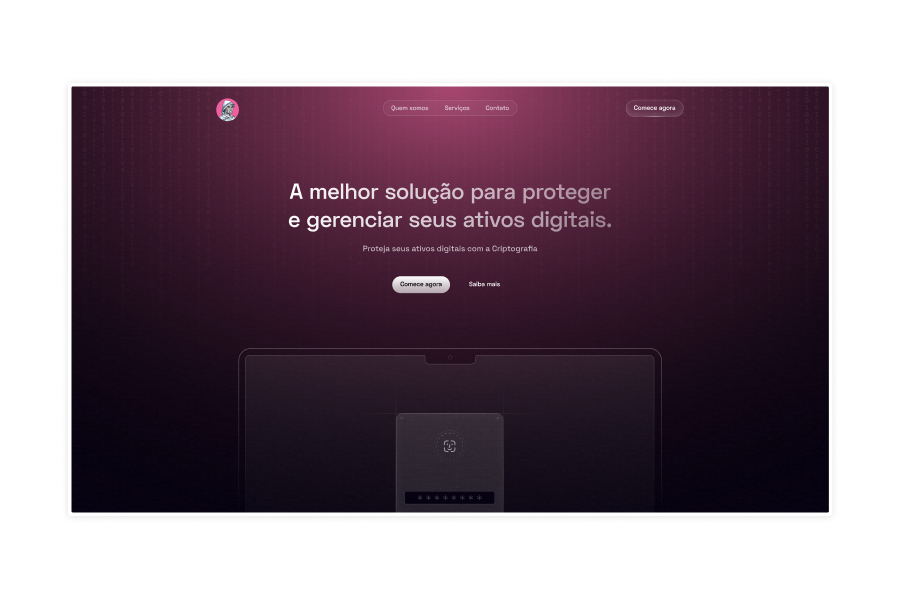 Quem somos Serviços Contato Comece agora
A melhor solução para proteger
e gerenciar seus ativos digitais.
Proteja seus ativos digitais com a Criptografia
Comece agora Saiba mais
* * * * * * * *